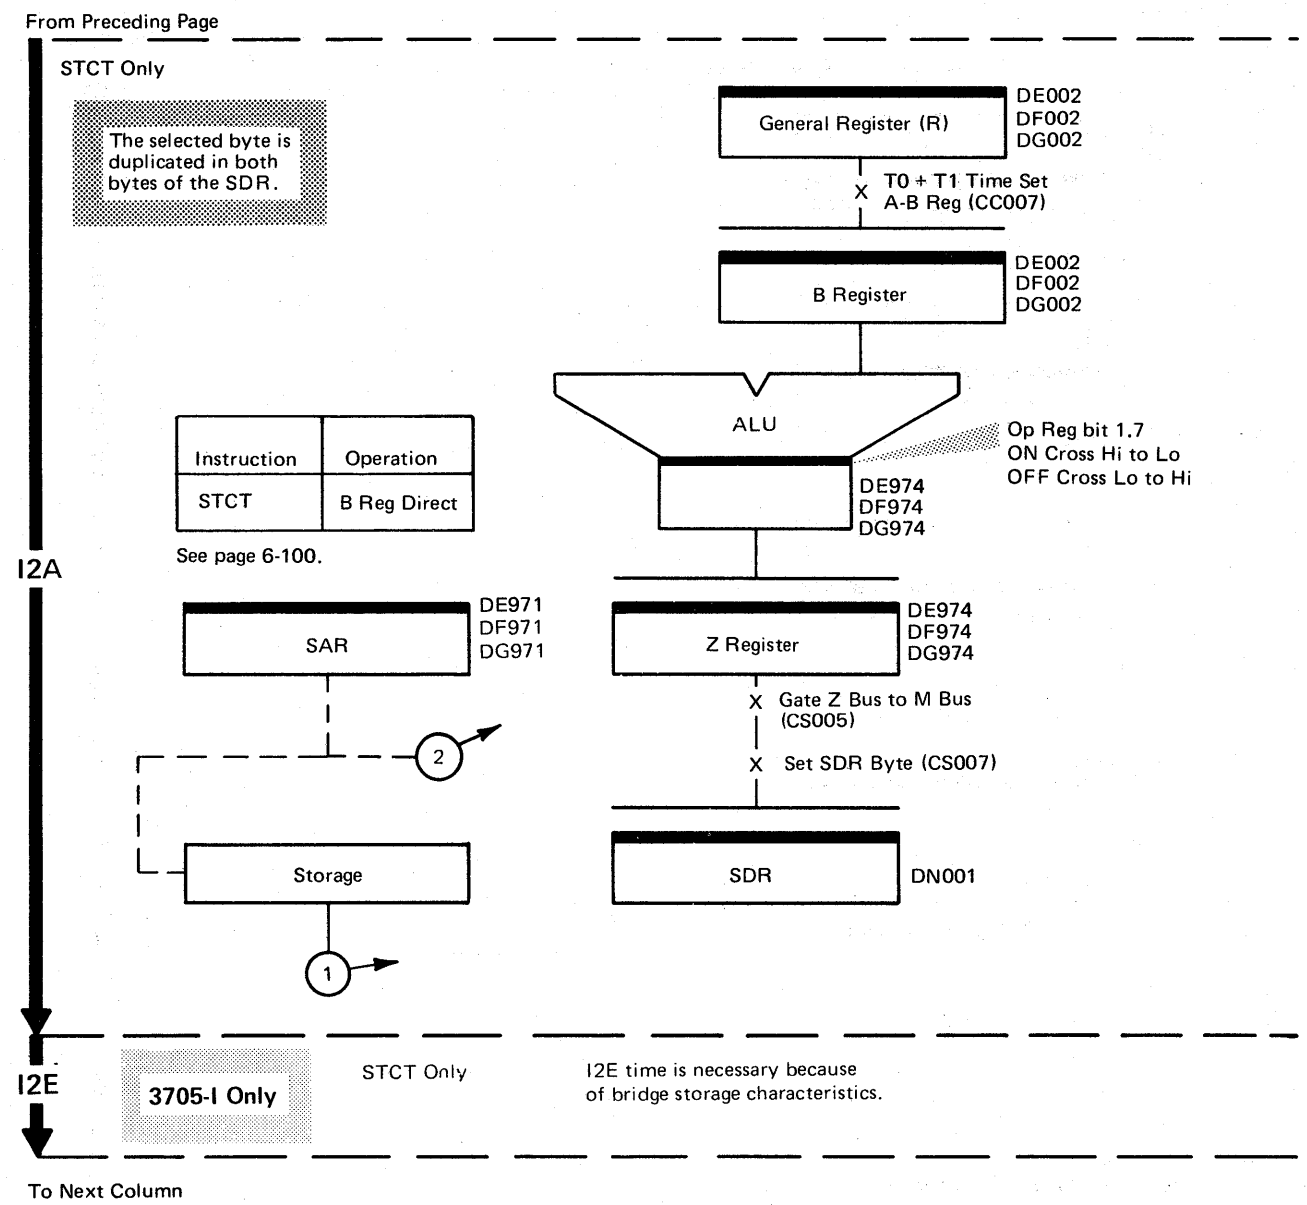 From Preceding Page
STCT Only
The selected byte is
duplicated in both
bytes of the SDR.
General Register (R)
DE002
DF002
DG002
X
T0 + T1 Time Set
A-B Reg (CC007)
B Register
DE002
DF002
DG002
ALU
Op Reg bit 1.7
ON Cross Hi to Lo
OFF Cross Lo to Hi
DE974
DF974
DG974
Instruction Operation
STCT B Reg Direct
See page 6-100.
I2A
SAR
DE971
DF971
DG971
Z Register
DE974
DF974
DG974
X Gate Z Bus to M Bus
(CS005)
2
X Set SDR Byte (CS007)
Storage
SDR
DN001
1
I2E
3705-I Only
STCT Only
I2E time is necessary because
of bridge storage characteristics.
To Next Column